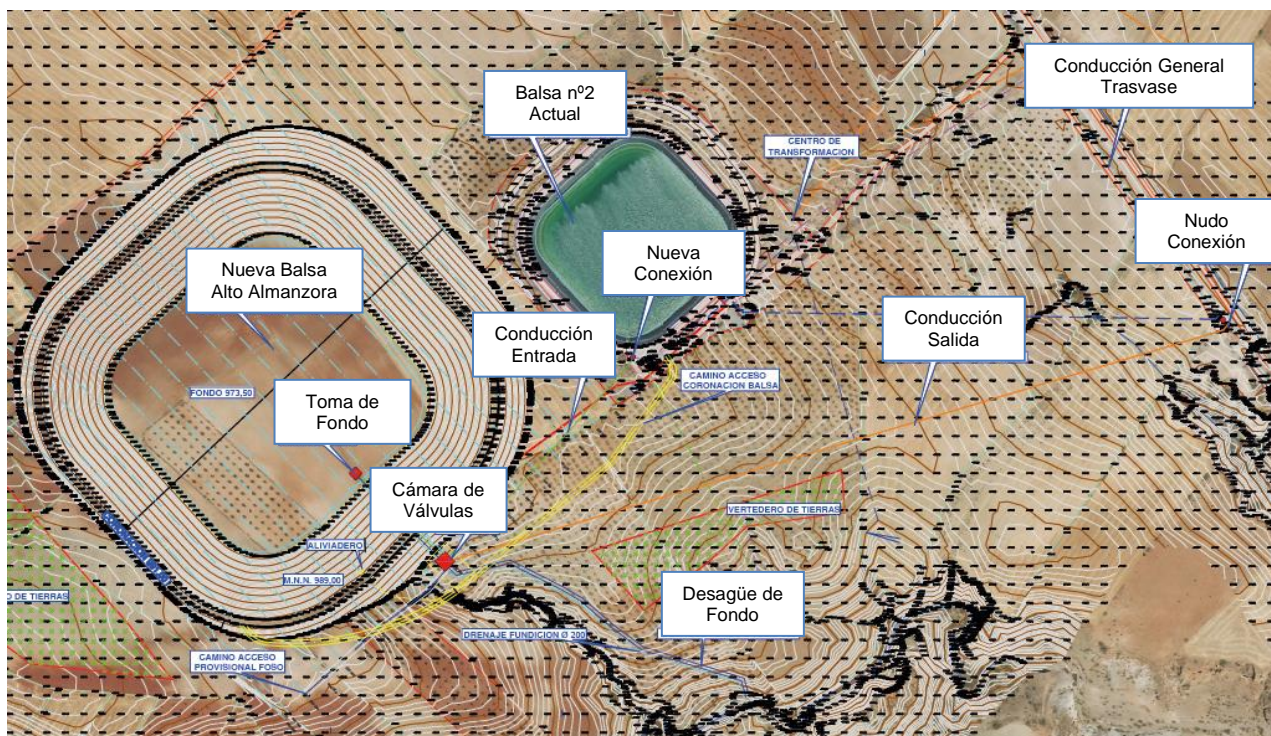 Conducción General
Trasvase
Balsa nº2
Actual
CENTRO DE
TRANSFORMACION
Nudo
Conexión
Nueva
Conexión
Nueva Balsa
Alto Almanzora
Conducción
Entrada
Conducción
Salida
CAMINO ACCESO
CORONACION BALSA
FONDO 973,50
Toma de
Fondo
Cámara de
Válvulas
VERTEDERO DE TIERRAS
ALIVIADERO
M.N.N. 989,00
O DE TIERRAS
Desagüe de
Fondo
DRENAJE FUNDICION Ø 200
CAMINO ACCESO
PROVISIONAL FOSO